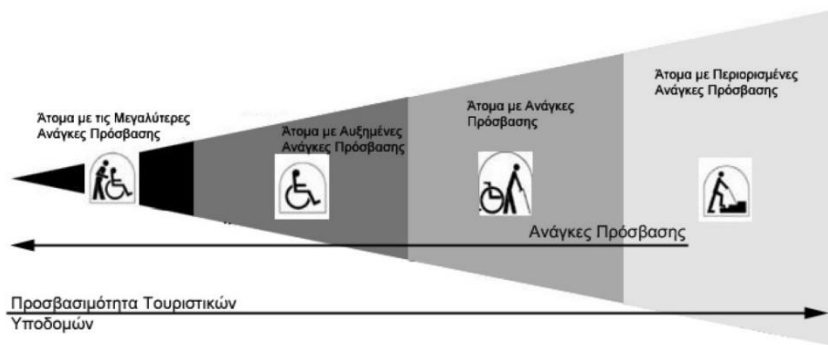 Άτομα με τις Μεγαλύτερες
Ανάγκες Πρόσβασης
Άτομα με Αυξημένες
Ανάγκες Πρόσβασης
Άτομα με Ανάγκες
Πρόσβασης
Άτομα με Περιορισμένες
Ανάγκες Πρόσβασης
Ανάγκες Πρόσβασης
Προσβασιμότητα Τουριστικών
Υποδομών